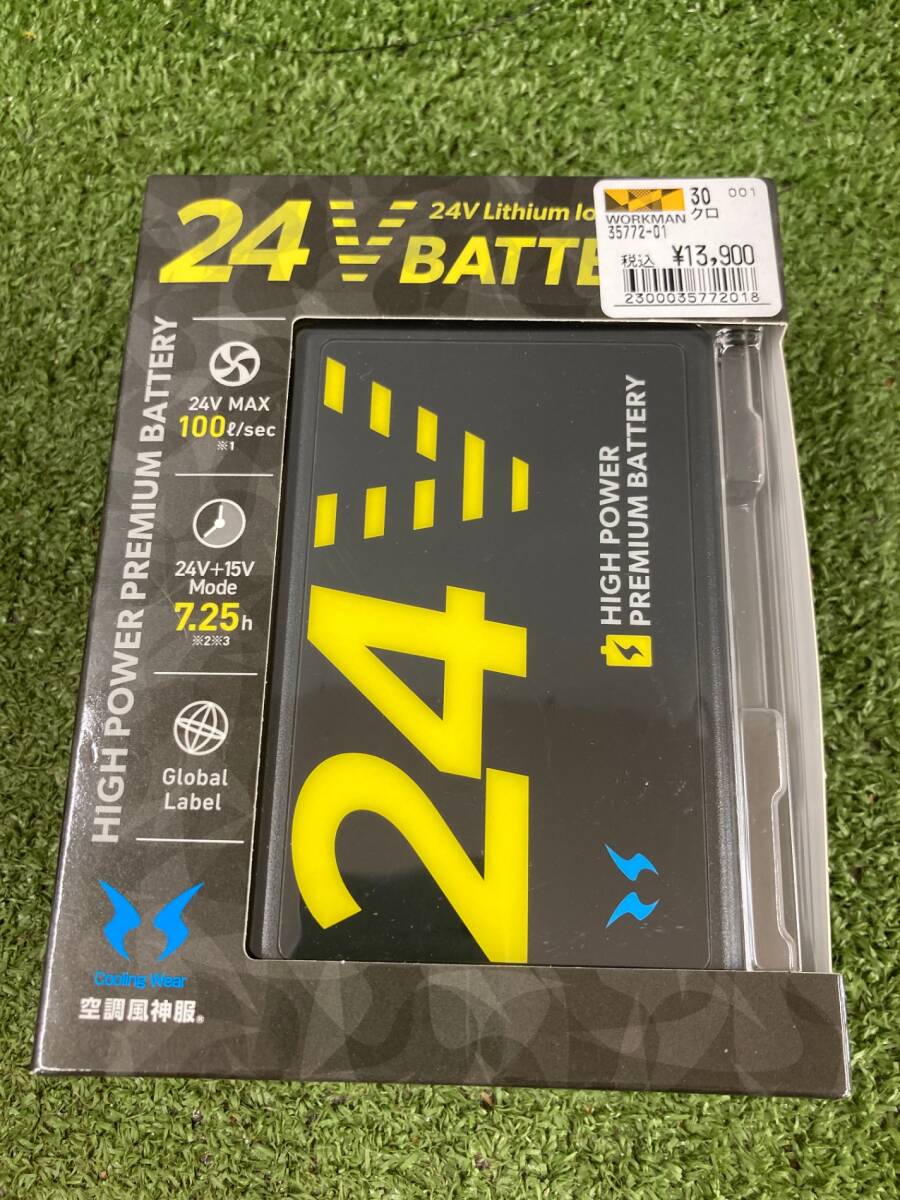 24V
24V Lithium Io
BATTE
WORKMAN
30
001
クロ
35772-01
税込 ¥13,900
2300035772018
HIGH POWER PREMIUM BATTERY
24V MAX
100ℓ/sec
※1
24V+15V
Mode
7.25h
※2※3
Global
Label
Cooling Wear
空調風神服®
24V
HIGH POWER
PREMIUM BATTERY